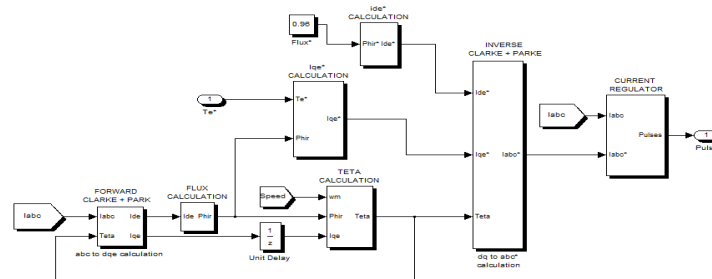 ide*
CALCULATION
0.96
Flux*
Phir* Ide*
INVERSE
CLARKE + PARKE
Iqe*
CALCULATION
CURRENT
REGULATOR
Te*
1
Te*
Phir
Iqe*
Ide*
Iabc
Iabc
Pulses
1
Puls
Iqe*
Iabc*
Iabc*
TETA
CALCULATION
FORWARD
CLARKE + PARK
FLUX
CALCULATION
Speed
wm
Iabc
Iabc
Ide
Ide Phir
Phir
Teta
Teta
Teta
Iqe
1
z
Iqe
abc to dqe calculation
Unit Delay
dq to abc*
calculation